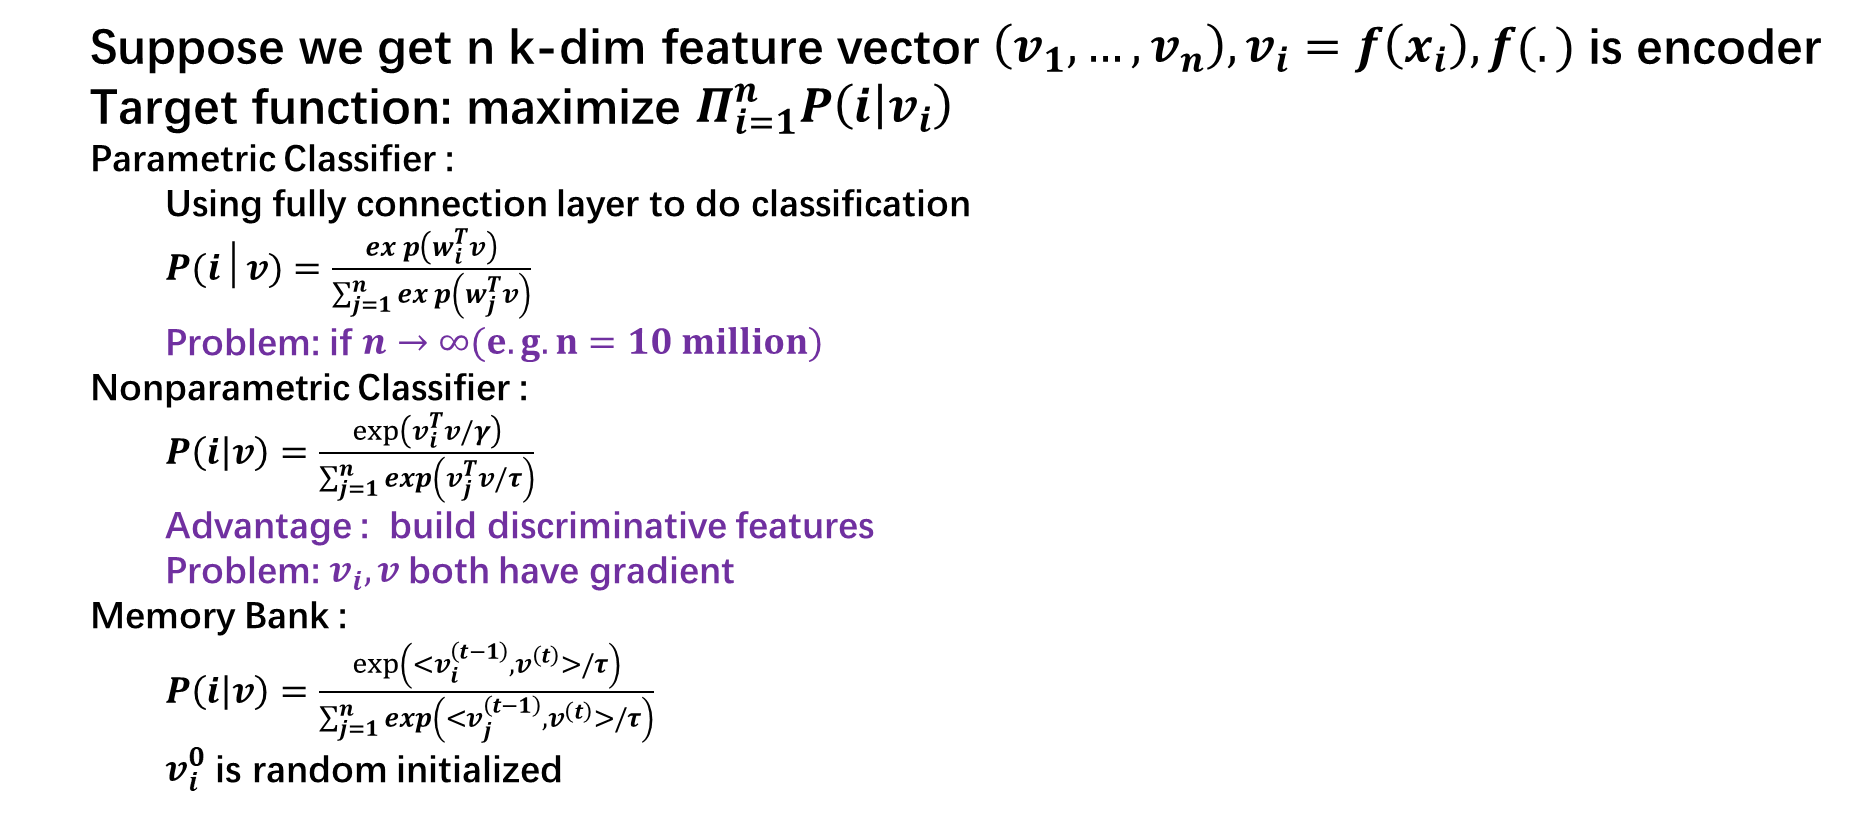 Suppose we get n k-dim feature vector (v₁, … , vₙ), vᵢ = f(xᵢ), f(. ) is encoder
Target function: maximize Πⁿᵢ₌₁P(i|vᵢ)
Parametric Classifier :
Using fully connection layer to do classification
P(i | v) = ex p(wᵢᵀv) / ∑ⁿⱼ₌₁ ex p(wⱼᵀv)
Problem: if n → ∞(e. g. n = 10 million)
Nonparametric Classifier :
P(i|v) = exp(vᵢᵀv/γ) / ∑ⁿⱼ₌₁ exp(vⱼᵀv/τ)
Advantage : build discriminative features
Problem: vᵢ, v both have gradient
Memory Bank :
P(i|v) = exp(<vᵢ⁽ᵗ⁻¹⁾,v⁽ᵗ⁾>/τ) / ∑ⁿⱼ₌₁ exp(<vⱼ⁽ᵗ⁻¹⁾,v⁽ᵗ⁾>/τ)
vᵢ⁰ is random initialized